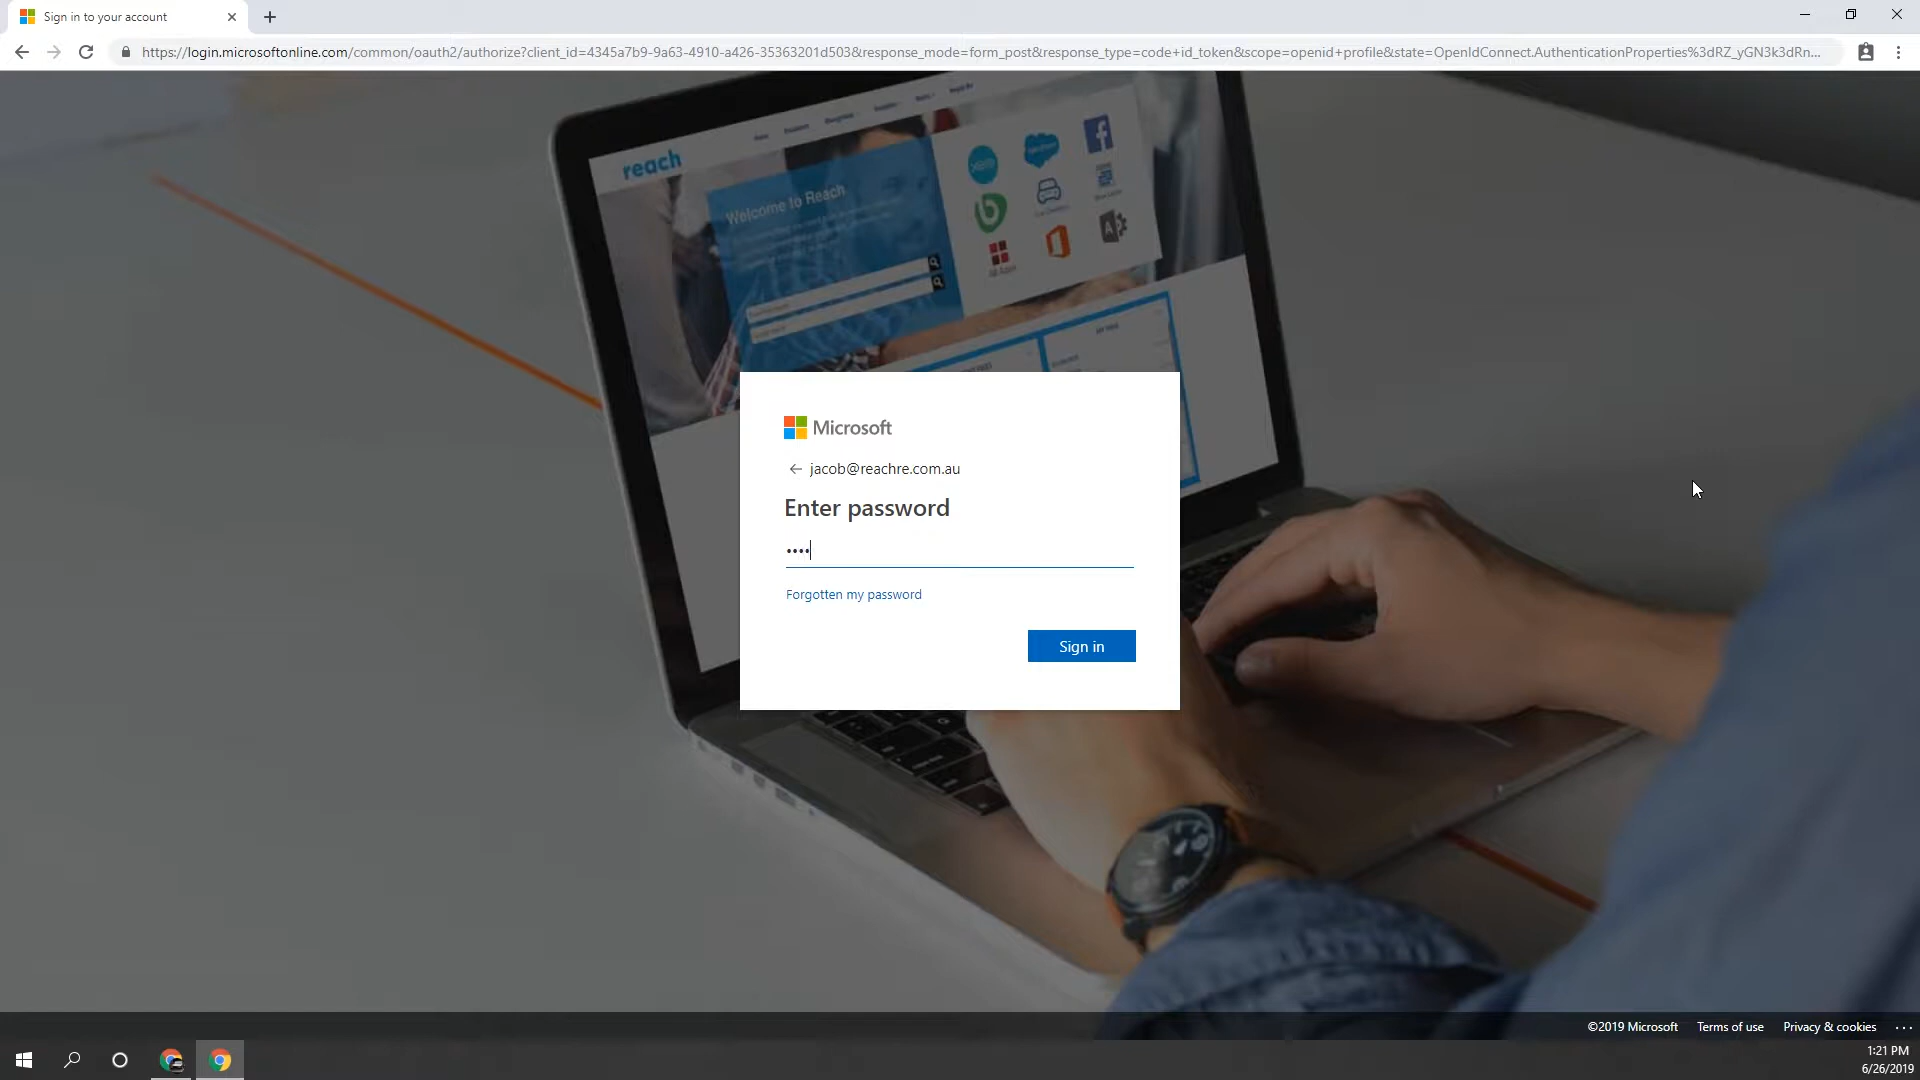 Sign in to your account
https://login.microsoftonline.com/common/oauth2/authorize?client_id=4345a7b9-9a63-4910-a426-35363201d503&response_mode=form_post&response_type=code+id_token&scope=openid+profile&state=OpenIdConnect.AuthenticationProperties%3dRZ_yGN3k3dRn...
reach
Welcome to Reach
Microsoft
jacob@reachre.com.au
Enter password
Forgotten my password
Sign in
©2019 Microsoft Terms of use Privacy & cookies ...
1:21 PM
6/26/2019